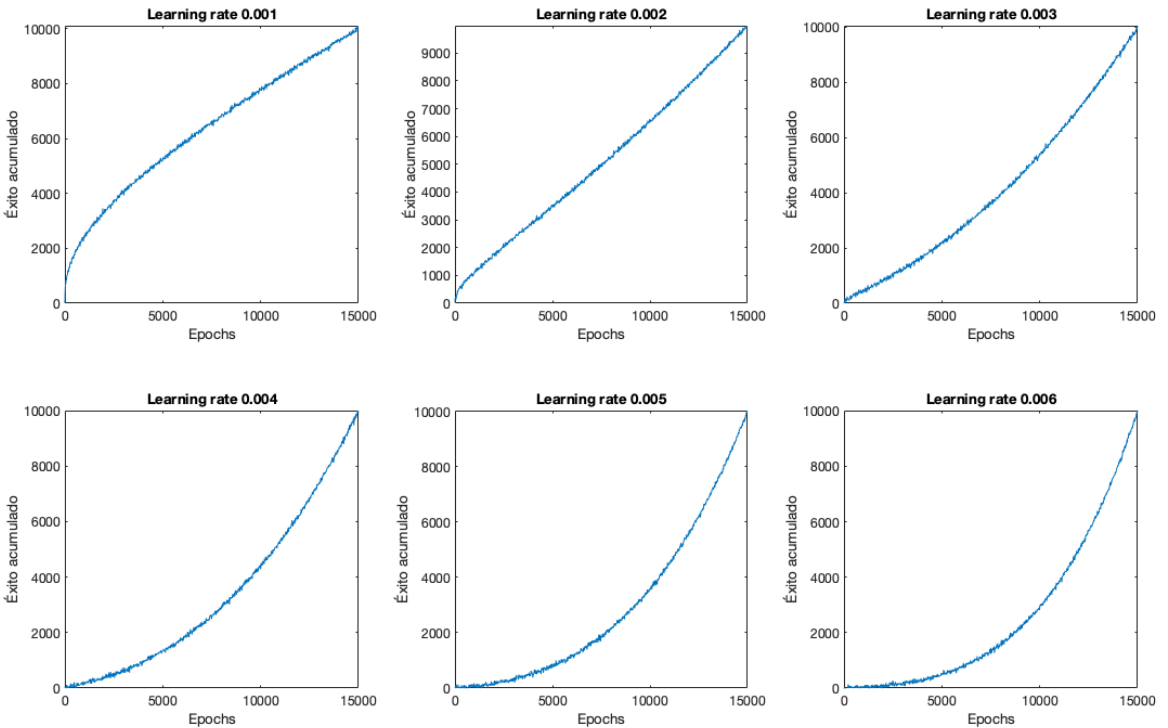 Learning rate 0.001
10000
8000
6000
4000
2000
0
Éxito acumulado
0 5000 10000 15000
Epochs
Learning rate 0.002
9000
8000
7000
6000
5000
4000
3000
2000
1000
0
Éxito acumulado
0 5000 10000 15000
Epochs
Learning rate 0.003
10000
8000
6000
4000
2000
0
Éxito acumulado
0 5000 10000 15000
Epochs
Learning rate 0.004
10000
8000
6000
4000
2000
0
Éxito acumulado
0 5000 10000 15000
Epochs
Learning rate 0.005
10000
8000
6000
4000
2000
0
Éxito acumulado
0 5000 10000 15000
Epochs
Learning rate 0.006
10000
8000
6000
4000
2000
0
Éxito acumulado
0 5000 10000 15000
Epochs